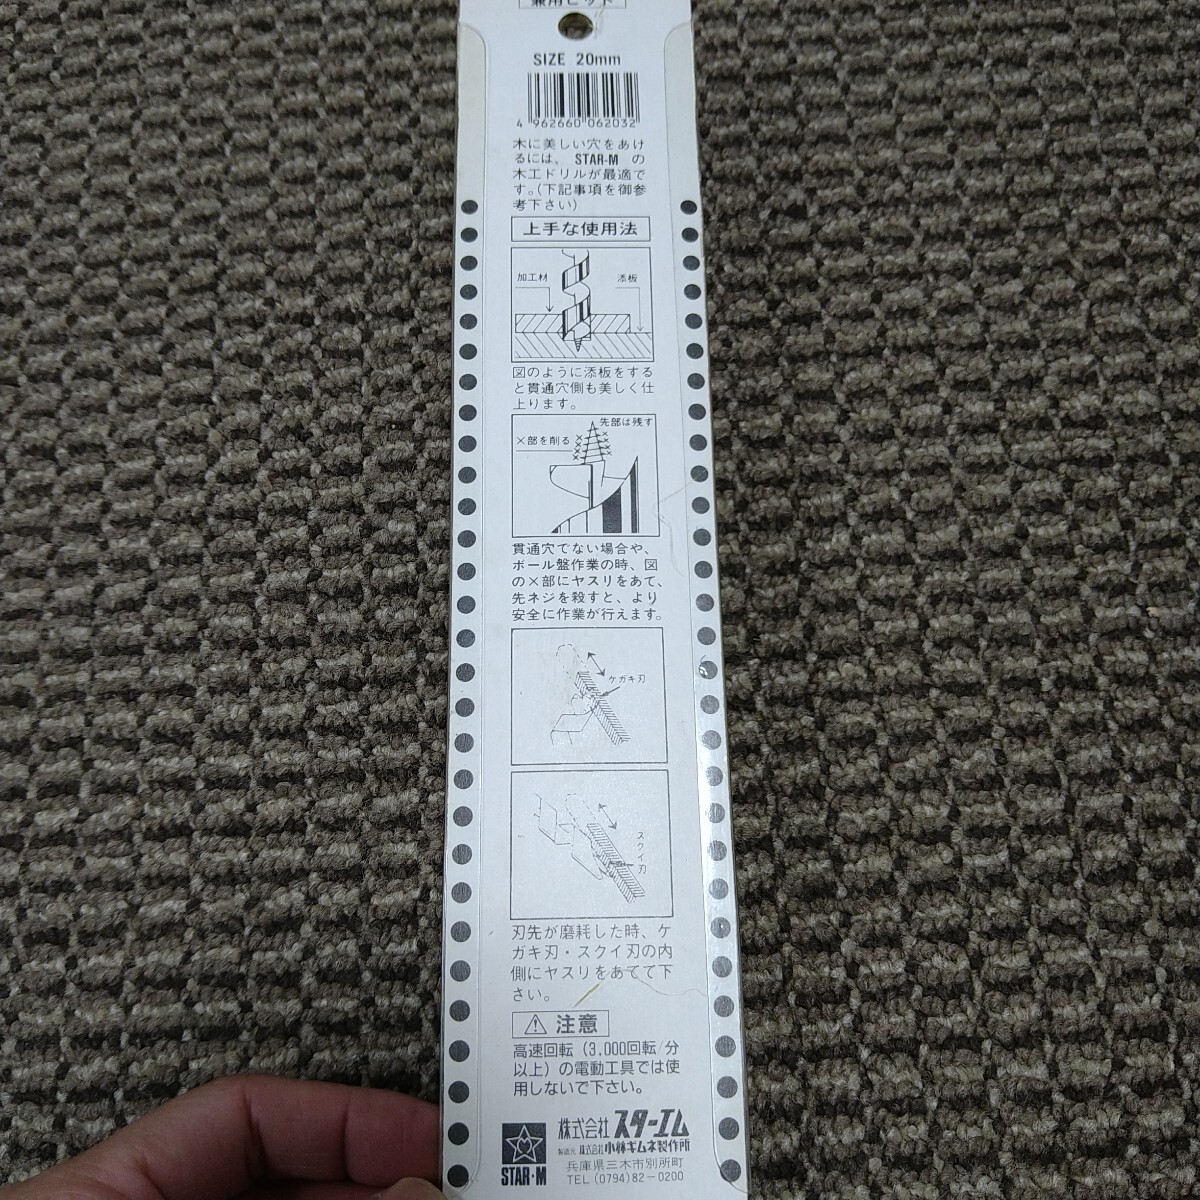 兼用ビット
SIZE 20mm
4 962660 062032
木に美しい穴をあけ
るには、 STAR-M の
木工ドリルが最適で
す。(下記事項を御参
考下さい)
上手な使用法
加工材
添板
図のように添板をする
と貫通穴側も美しく仕
上ります。
先部は残す
×部を削る
貫通穴でない場合や、
ボール盤作業の時、図
の×部にヤスリをあて、
先ネジを殺すと、より
安全に作業が行えます。
ケガキ刃
スクイ刃
刃先が磨耗した時、ケ
ガキ刃・スクイ刃の内
側にヤスリをあてて下
さい。
⚠ 注意
高速回転 (3,000回転/分
以上) の電動工具では使
用しないで下さい。
株式会社 スターエム
製造元 株式会社 小林ギムネ製作所
兵庫県三木市別所町
STAR·M TEL (0794)82-0200